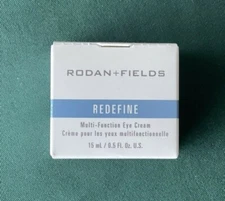 RODAN+FIELDS
REDEFINE
Multi-Function Eye Cream
Crème pour les yeux multifonctionnelle
15 mL / 0.5 Fl. Oz. U.S.